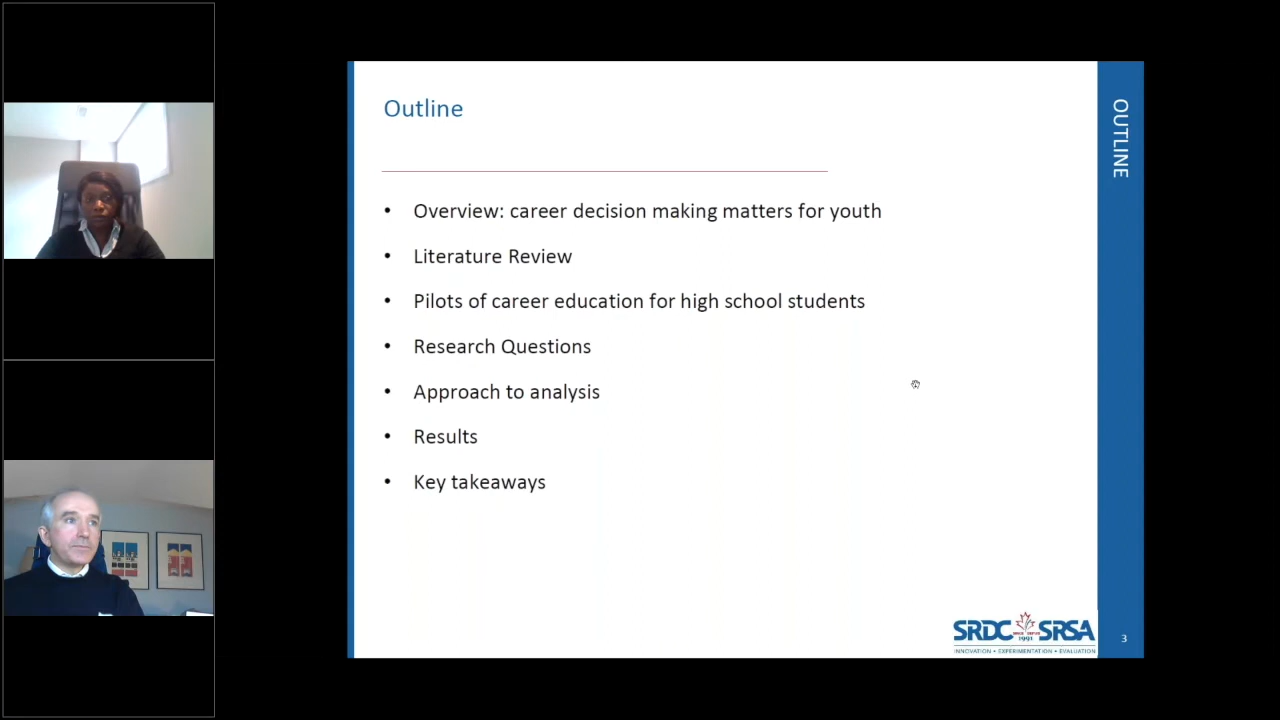 Outline
OUTLINE
• Overview: career decision making matters for youth
• Literature Review
• Pilots of career education for high school students
• Research Questions
• Approach to analysis
• Results
• Key takeaways
SRDC SRSA
1991
INNOVATION • EXPERIMENTATION • EVALUATION
3